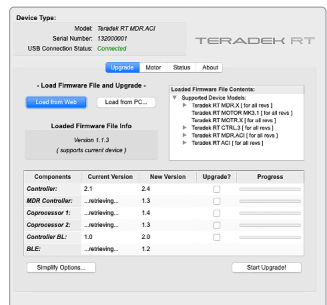 Device Type:
Model: Teradek RT MDR.ACI
Serial Number: 132000001
USB Connection Status: Connected
TERADEK RT
Upgrade Motor Status About
- Load Firmware File and Upgrade -
Load from Web Load from PC...
Loaded Firmware File Info
Version 1.1.3
( supports current device )
Loaded Firmware File Contents:
Supported Device Models:
Teradek RT MDR.X [ for all revs ]
Teradek RT MOTOR MK3.1 [ for all revs ]
Teradek RT MOTR.X [ for all revs ]
Teradek RT CTRL.3 [ for all revs ]
Teradek RT MDR.ACI [ for all revs ]
Teradek RT ACI [ for all revs ]
Components Current Version New Version Upgrade? Progress
Controller: 2.1 2.4
MDR Controller: ...retrieving... 1.3
Coprocessor 1: ...retrieving... 1.4
Coprocessor 2: ...retrieving... 1.3
Controller BL: 1.0 2.0
BLE: ...retrieving... 1.2
Simplify Options... Start Upgrade!